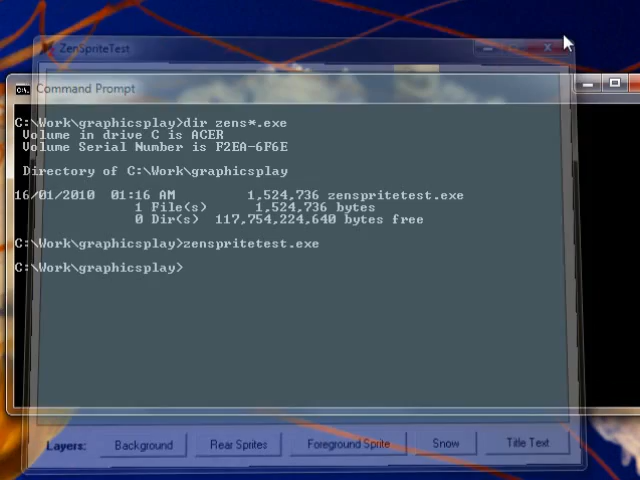 ZenSpriteTest
Command Prompt
C:\Work\graphicsplay>dir zens*.exe
Volume in drive C is ACER
Volume Serial Number is F2EA-6F6E
Directory of C:\Work\graphicsplay
16/01/2010 01:16 AM 1,524,736 zenspritetest.exe
1 File(s) 1,524,736 bytes
0 Dir(s) 117,754,224,640 bytes free
C:\Work\graphicsplay>zenspritetest.exe
C:\Work\graphicsplay>
Layers: Background Rear Sprites Foreground Sprite Snow Title Text